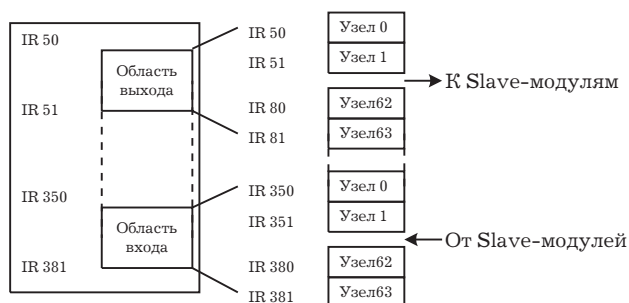 IR 50
IR 51
IR 350
IR 381
Область
выхода
Область
входа
IR 50
IR 51
IR 80
IR 81
IR 350
IR 351
IR 380
IR 381
Узел 0
Узел 1
Узел62
Узел63
Узел 0
Узел 1
Узел62
Узел63
К Slave-модулям
От Slave-модулей